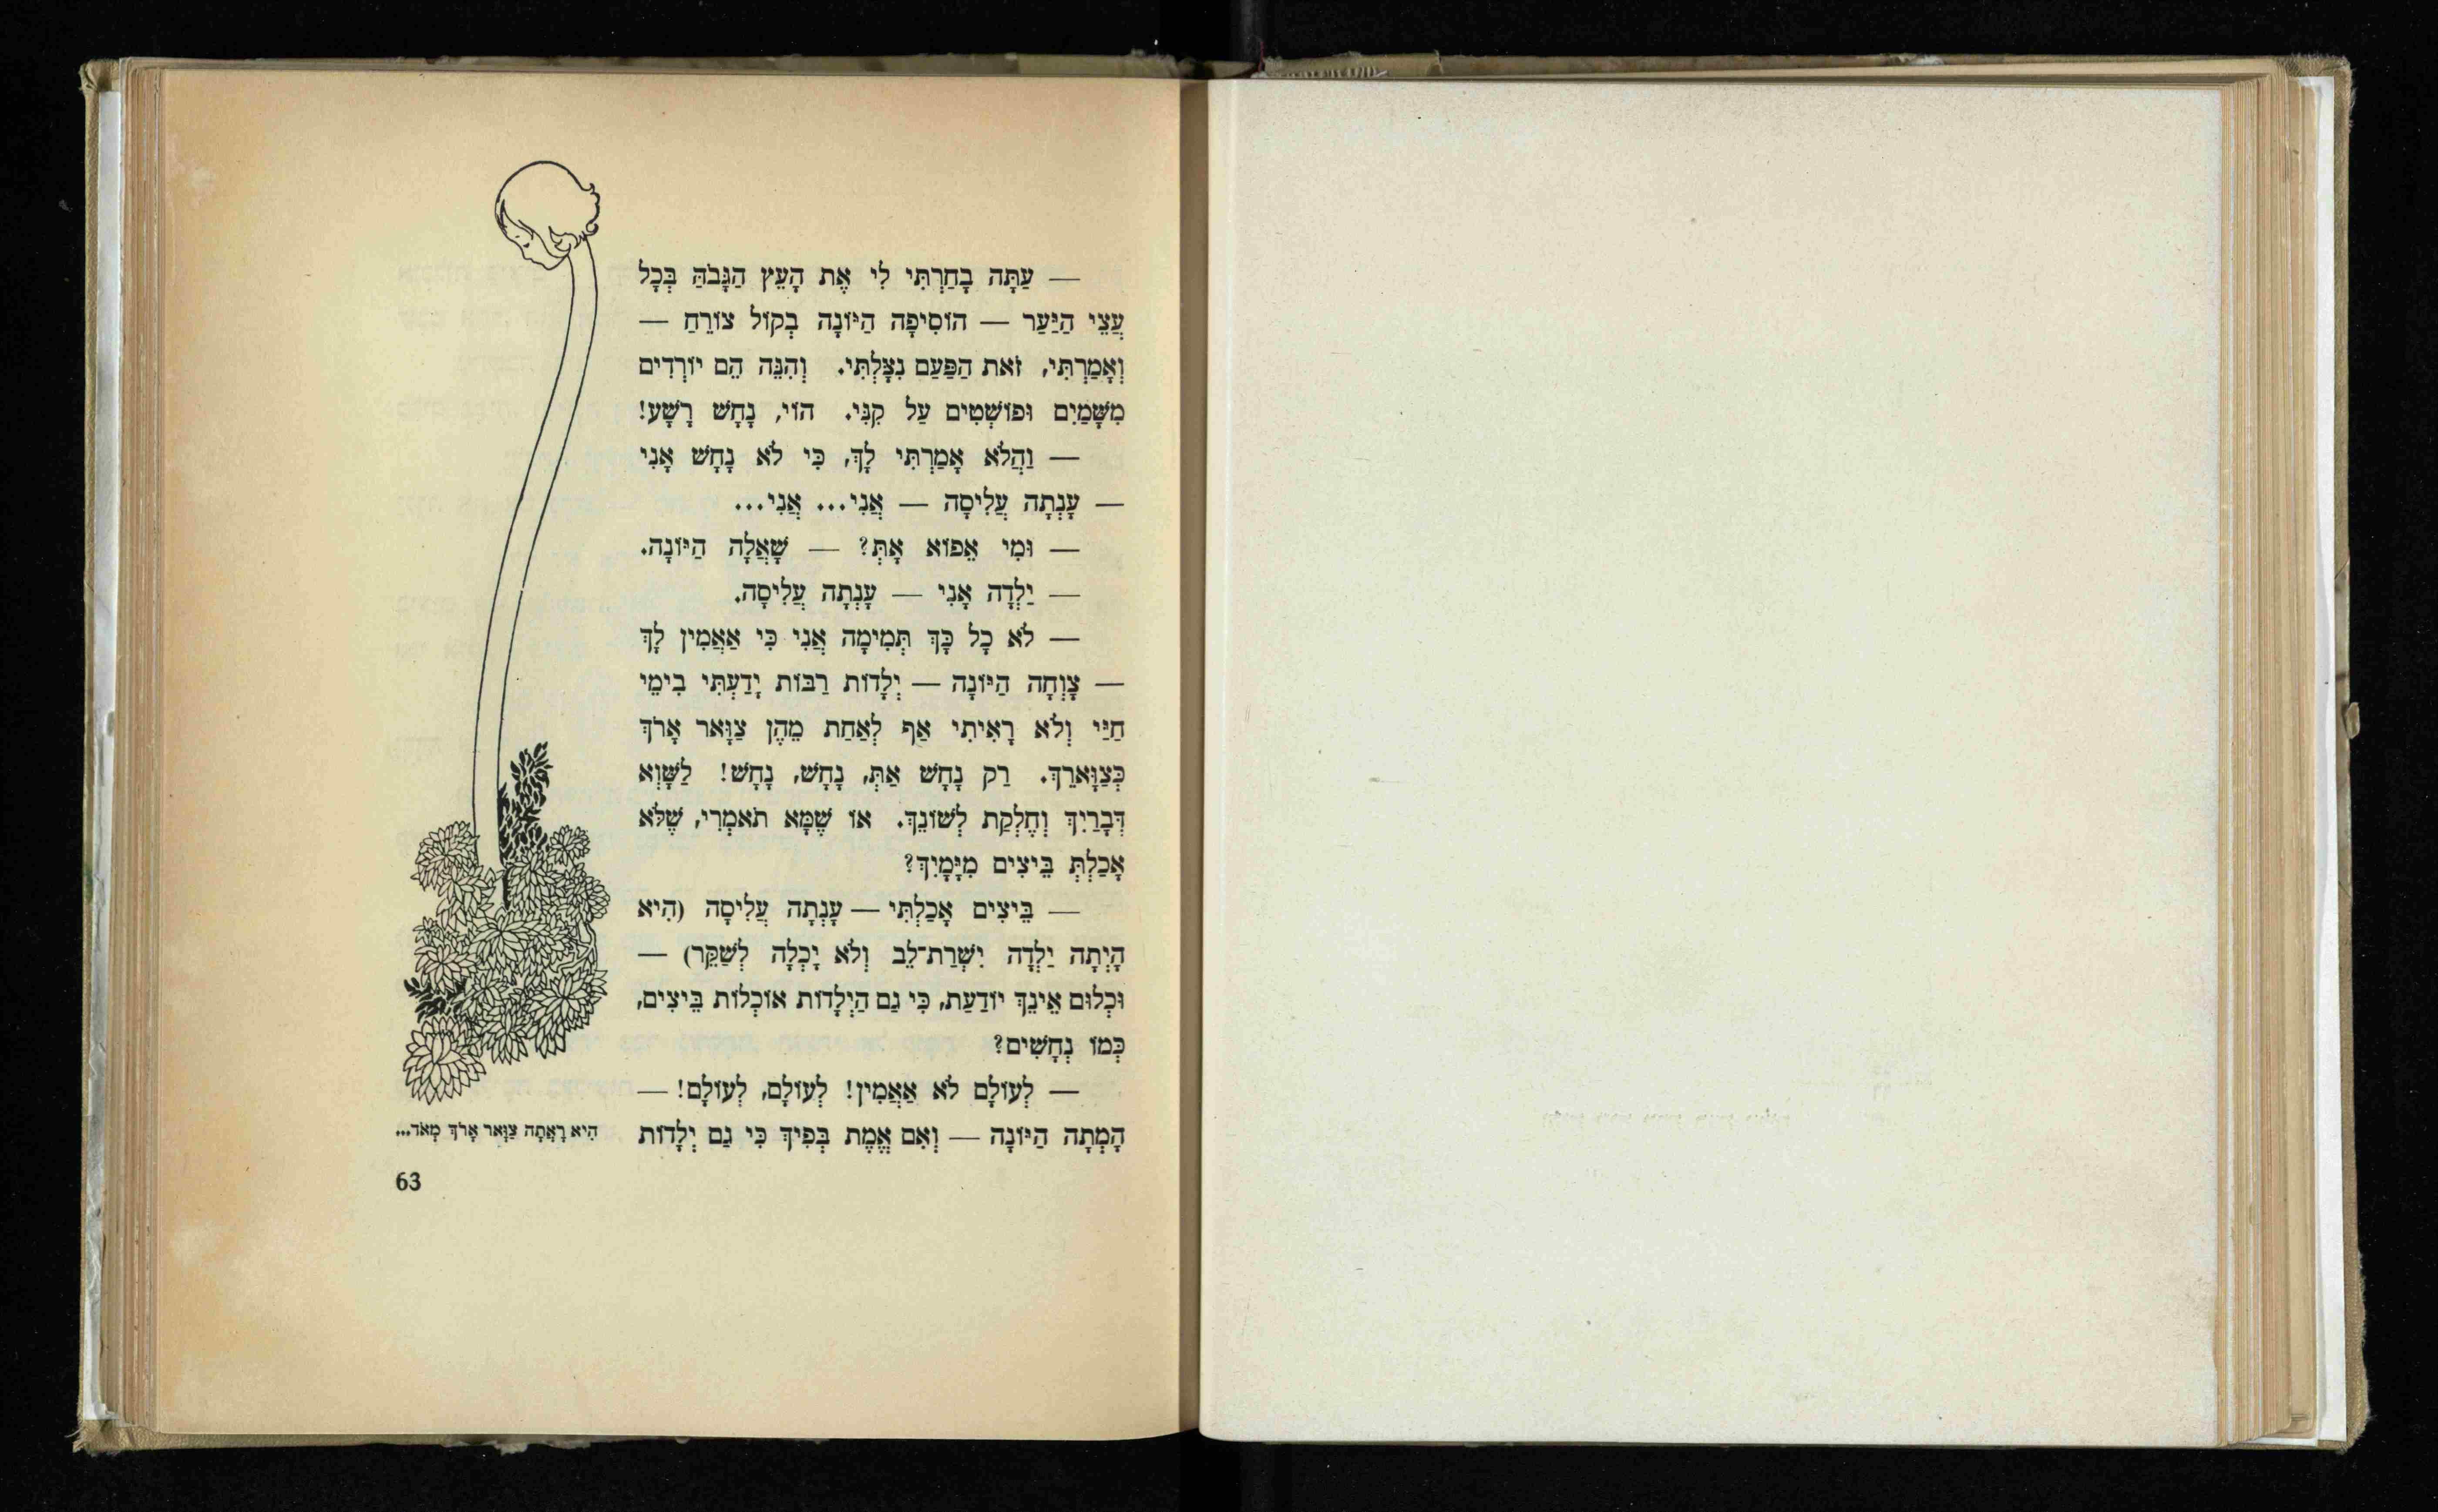 — עַתָּה בָחַרְתִּי לִי אֶת הָעֵץ הַגָּבֹהַּ בְּכָל
עֲצֵי הַיַּעַר — הוֹסִיפָה הַיּוֹנָה בְּקוֹל צוֹרֵחַ —
וְאָמַרְתִּי, זֹאת הַפַּעַם נִצַּלְתִּי. וְהִנֵּה הֵם יוֹרְדִים
מִשָּׁמַיִם וּפוֹשְׁטִים עַל קִנִּי. הוֹי, נָחָשׁ רָשָׁע!
— וַהֲלֹא אָמַרְתִּי לָךְ, כִּי לֹא נָחָשׁ אָנִי
— עָנְתָה עֲלִיסָה — אֲנִי... אֲנִי...
— וּמִי אֵפוֹא אָתְּ? — שָׁאֲלָה הַיּוֹנָה.
— יַלְדָּה אָנִי — עָנְתָה עֲלִיסָה.
— לֹא כָל כָּךְ תְּמִימָה אֲנִי כִּי אַאֲמִין לָךְ
— צָוְחָה הַיּוֹנָה — יְלָדוֹת רַבּוֹת יָדַעְתִּי בִימֵי
חַיַּי וְלֹא רָאִיתִי אַף לְאַחַת מֵהֶן צַוָּאר אָרֹךְ
כְּצַוָּארֵךְ. רַק נָחָשׁ אַתְּ, נָחָשׁ, נָחָשׁ! לַשָּׁוְא
דְּבָרַיִךְ וְחֶלְקַת לְשׁוֹנֵךְ. אוֹ שֶׁמָּא תֹאמְרִי, שֶׁלֹּא
אָכַלְתְּ בֵּיצִים מִיָּמָיִךְ?
— בֵּיצִים אָכַלְתִּי — עָנְתָה עֲלִיסָה (הִיא
הָיְתָה יַלְדָּה יִשְׁרַת־לֵב וְלֹא יָכְלָה לְשַׁקֵּר) —
וּכְלוּם אֵינֵךְ יוֹדַעַת, כִּי גַם הַיְלָדוֹת אוֹכְלוֹת בֵּיצִים,
כְּמוֹ נְחָשִׁים?
— לְעוֹלָם לֹא אַאֲמִין! לְעוֹלָם, לְעוֹלָם! —
הָמְתָה הַיּוֹנָה — וְאִם אֱמֶת בְּפִיךְ כִּי גַם יְלָדוֹת
הִיא רָאֲתָה צַוָּאר אָרֹךְ מְאֹד...
63